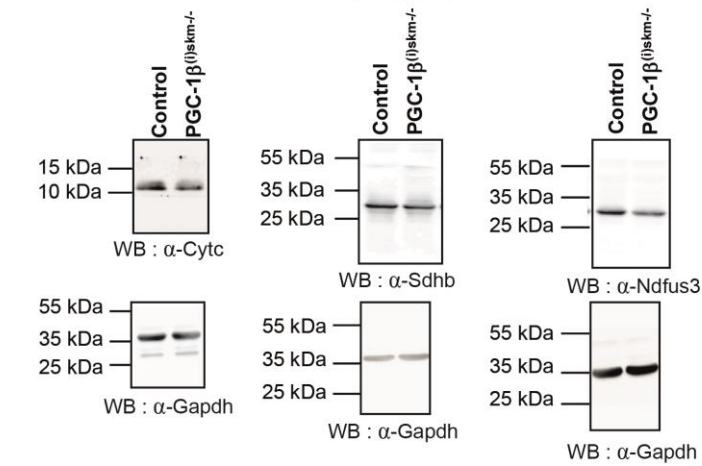 Control
PGC-1β(i)skm-/-
15 kDa
10 kDa
WB : α-Cytc
Control
PGC-1β(i)skm-/-
55 kDa
35 kDa
25 kDa
WB : α-Sdhb
Control
PGC-1β(i)skm-/-
55 kDa
35 kDa
25 kDa
WB : α-Ndfus3
55 kDa
35 kDa
25 kDa
WB : α-Gapdh
55 kDa
35 kDa
25 kDa
WB : α-Gapdh
55 kDa
35 kDa
25 kDa
WB : α-Gapdh